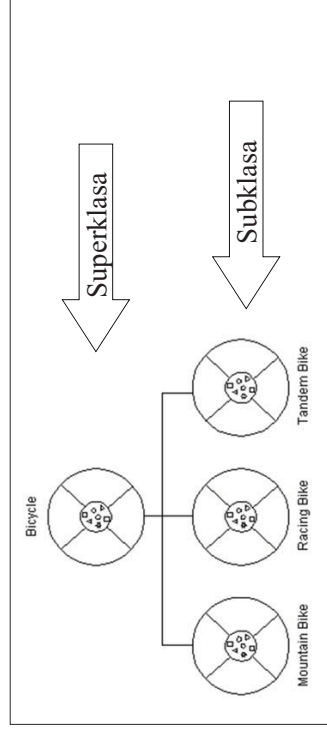 Bicycle
Superklasa
Mountain Bike
Racing Bike
Tandem Bike
Subklasa